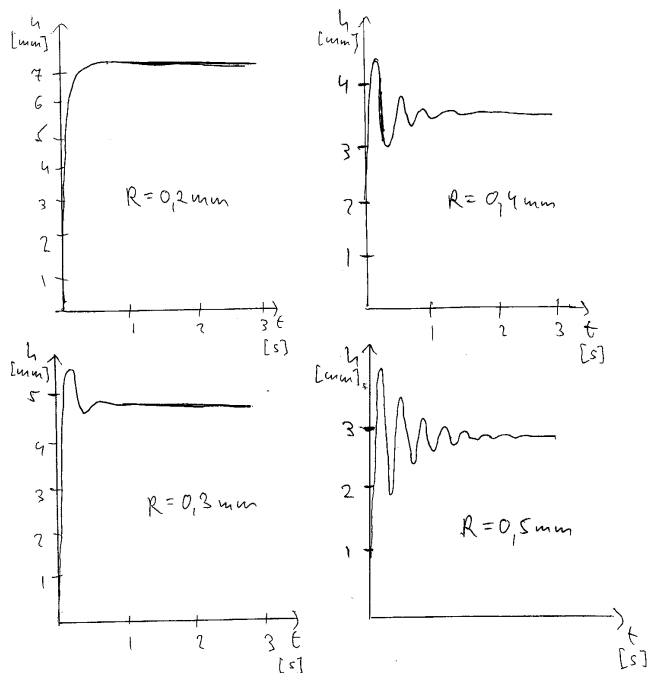 h
[mm]
7
6
5
4
3
2
1
R = 0,2 mm
1 2 3 t
[s]
h
[mm]
4
3
2
1
R = 0,4 mm
1 2 3 t
[s]
h
[mm]
5
4
3
2
1
R = 0,3 mm
1 2 3 t
[s]
h
[mm]
3
2
1
R = 0,5 mm
t
[s]